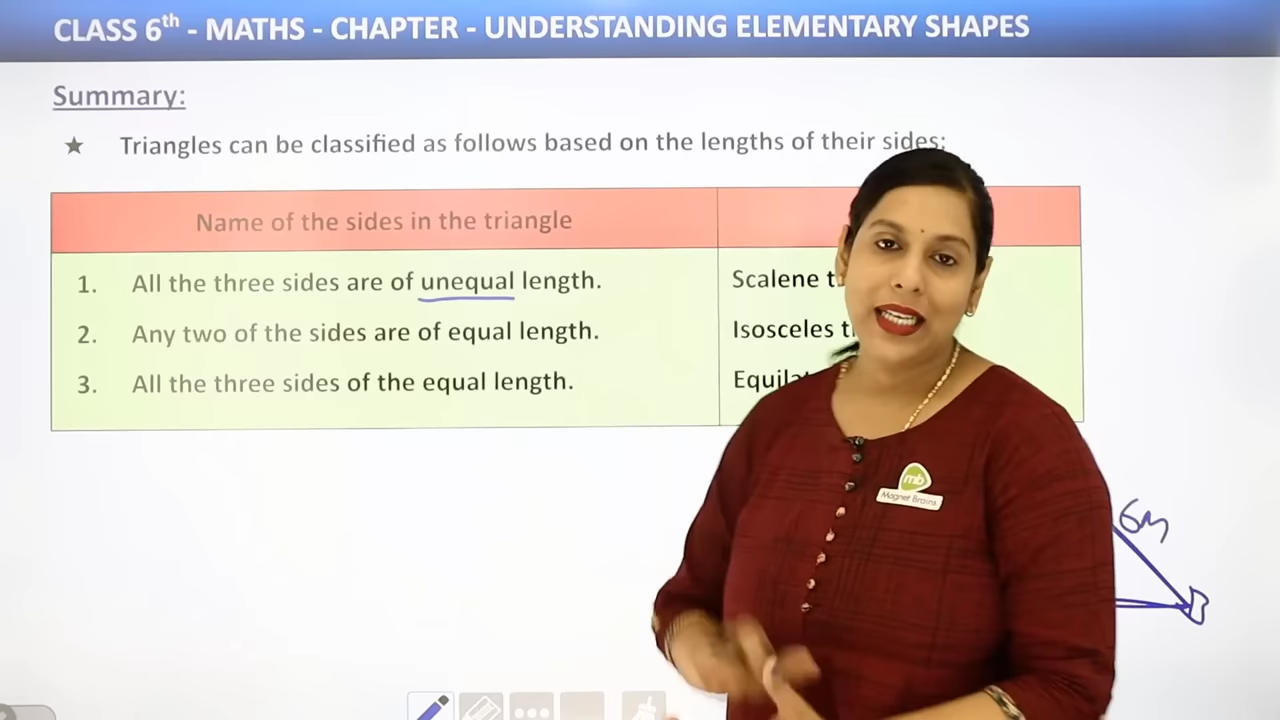 CLASS 6th - MATHS - CHAPTER - UNDERSTANDING ELEMENTARY SHAPES
Summary:
★ Triangles can be classified as follows based on the lengths of their sides:
Name of the sides in the triangle
1. All the three sides are of unequal length.
Scalene
2. Any two of the sides are of equal length.
Isosceles
3. All the three sides of the equal length.
mb
Magnet Brains
B